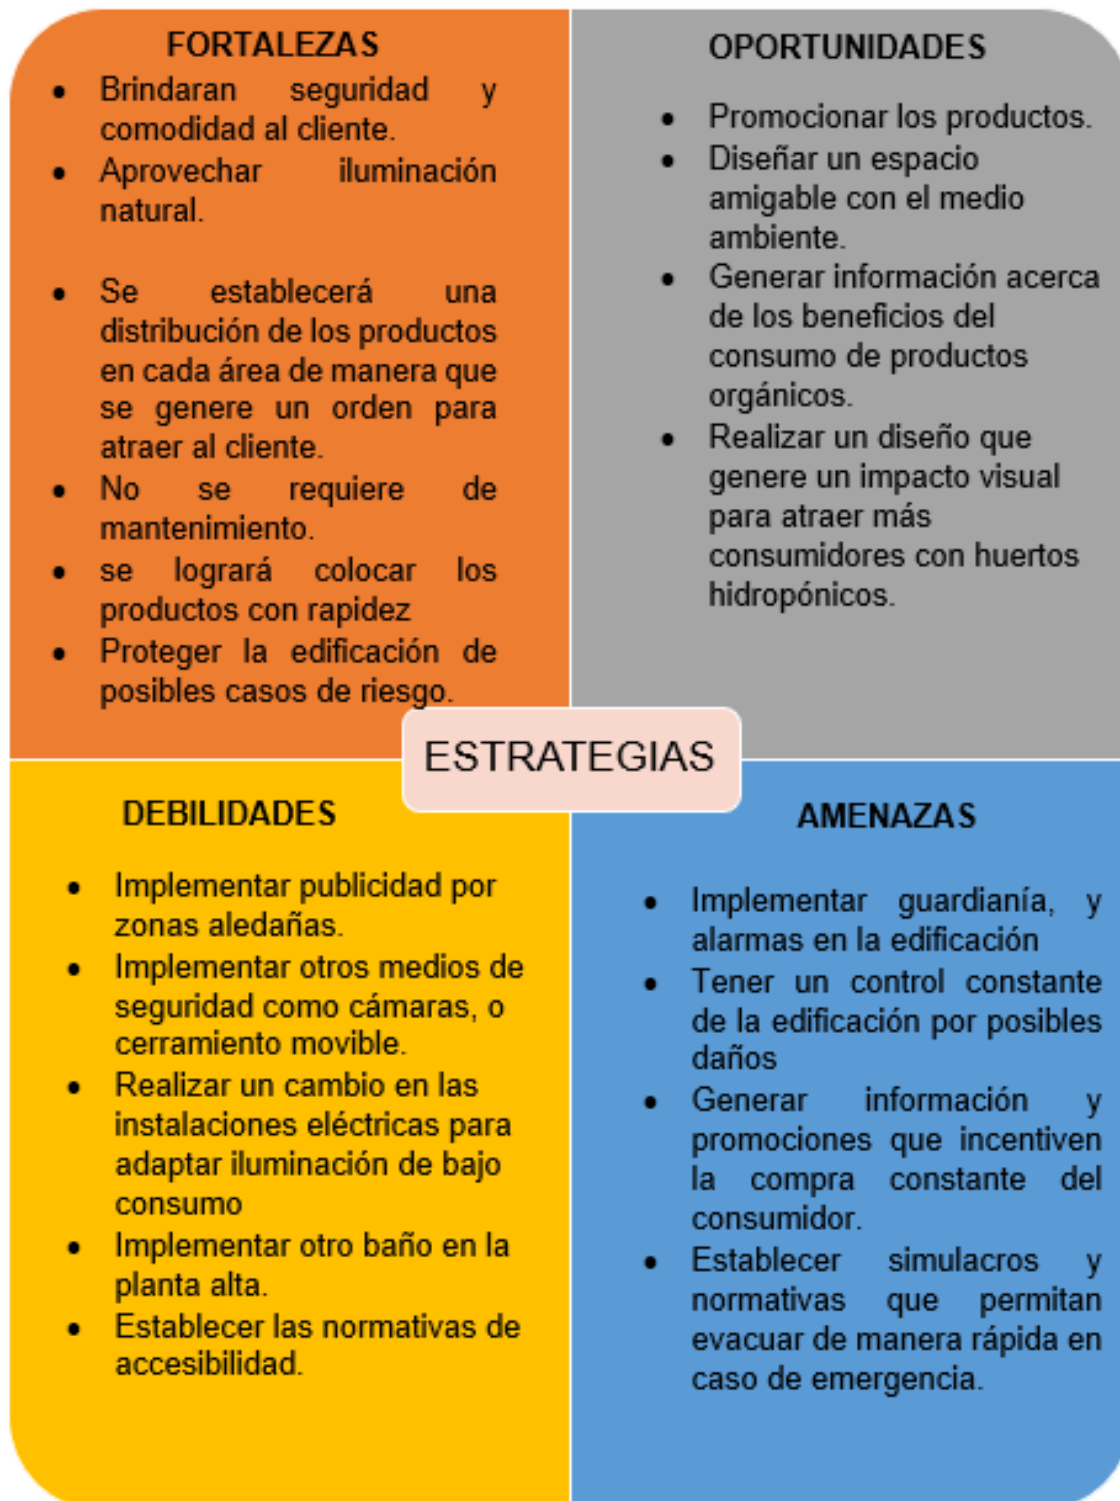 FORTALEZAS
• Brindaran seguridad y
comodidad al cliente.
• Aprovechar iluminación
natural.
• Se establecerá una
distribución de los productos
en cada área de manera que
se genere un orden para
atraer al cliente.
• No se requiere de
mantenimiento.
• se logrará colocar los
productos con rapidez
• Proteger la edificación de
posibles casos de riesgo.
OPORTUNIDADES
• Promocionar los productos.
• Diseñar un espacio
amigable con el medio
ambiente.
• Generar información acerca
de los beneficios del
consumo de productos
orgánicos.
• Realizar un diseño que
genere un impacto visual
para atraer más
consumidores con huertos
hidropónicos.
ESTRATEGIAS
DEBILIDADES
• Implementar publicidad por
zonas aledañas.
• Implementar otros medios de
seguridad como cámaras, o
cerramiento movible.
• Realizar un cambio en las
instalaciones eléctricas para
adaptar iluminación de bajo
consumo
• Implementar otro baño en la
planta alta.
• Establecer las normativas de
accesibilidad.
AMENAZAS
• Implementar guardianía, y
alarmas en la edificación
• Tener un control constante
de la edificación por posibles
daños
• Generar información y
promociones que incentiven
la compra constante del
consumidor.
• Establecer simulacros y
normativas que permitan
evacuar de manera rápida en
caso de emergencia.